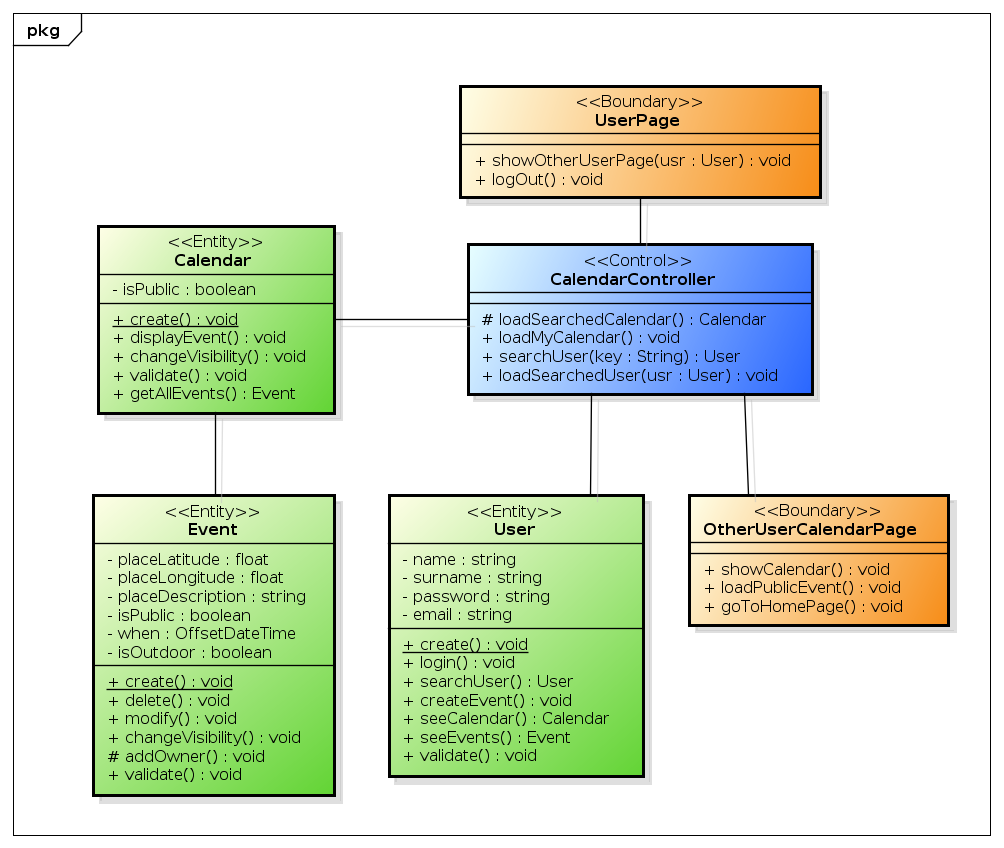 pkg
<<Boundary>>
UserPage
+ showOtherUserPage(usr : User) : void
+ logOut() : void
<<Entity>>
Calendar
- isPublic : boolean
+ create() : void
+ displayEvent() : void
+ changeVisibility() : void
+ validate() : void
+ getAllEvents() : Event
<<Control>>
CalendarController
# loadSearchedCalendar() : Calendar
+ loadMyCalendar() : void
+ searchUser(key : String) : User
+ loadSearchedUser(usr : User) : void
<<Entity>>
Event
- placeLatitude : float
- placeLongitude : float
- placeDescription : string
- isPublic : boolean
- when : OffsetDateTime
- isOutdoor : boolean
+ create() : void
+ delete() : void
+ modify() : void
+ changeVisibility() : void
# addOwner() : void
+ validate() : void
<<Entity>>
User
- name : string
- surname : string
- password : string
- email : string
+ create() : void
+ login() : void
+ searchUser() : User
+ createEvent() : void
+ seeCalendar() : Calendar
+ seeEvents() : Event
+ validate() : void
<<Boundary>>
OtherUserCalendarPage
+ showCalendar() : void
+ loadPublicEvent() : void
+ goToHomePage() : void